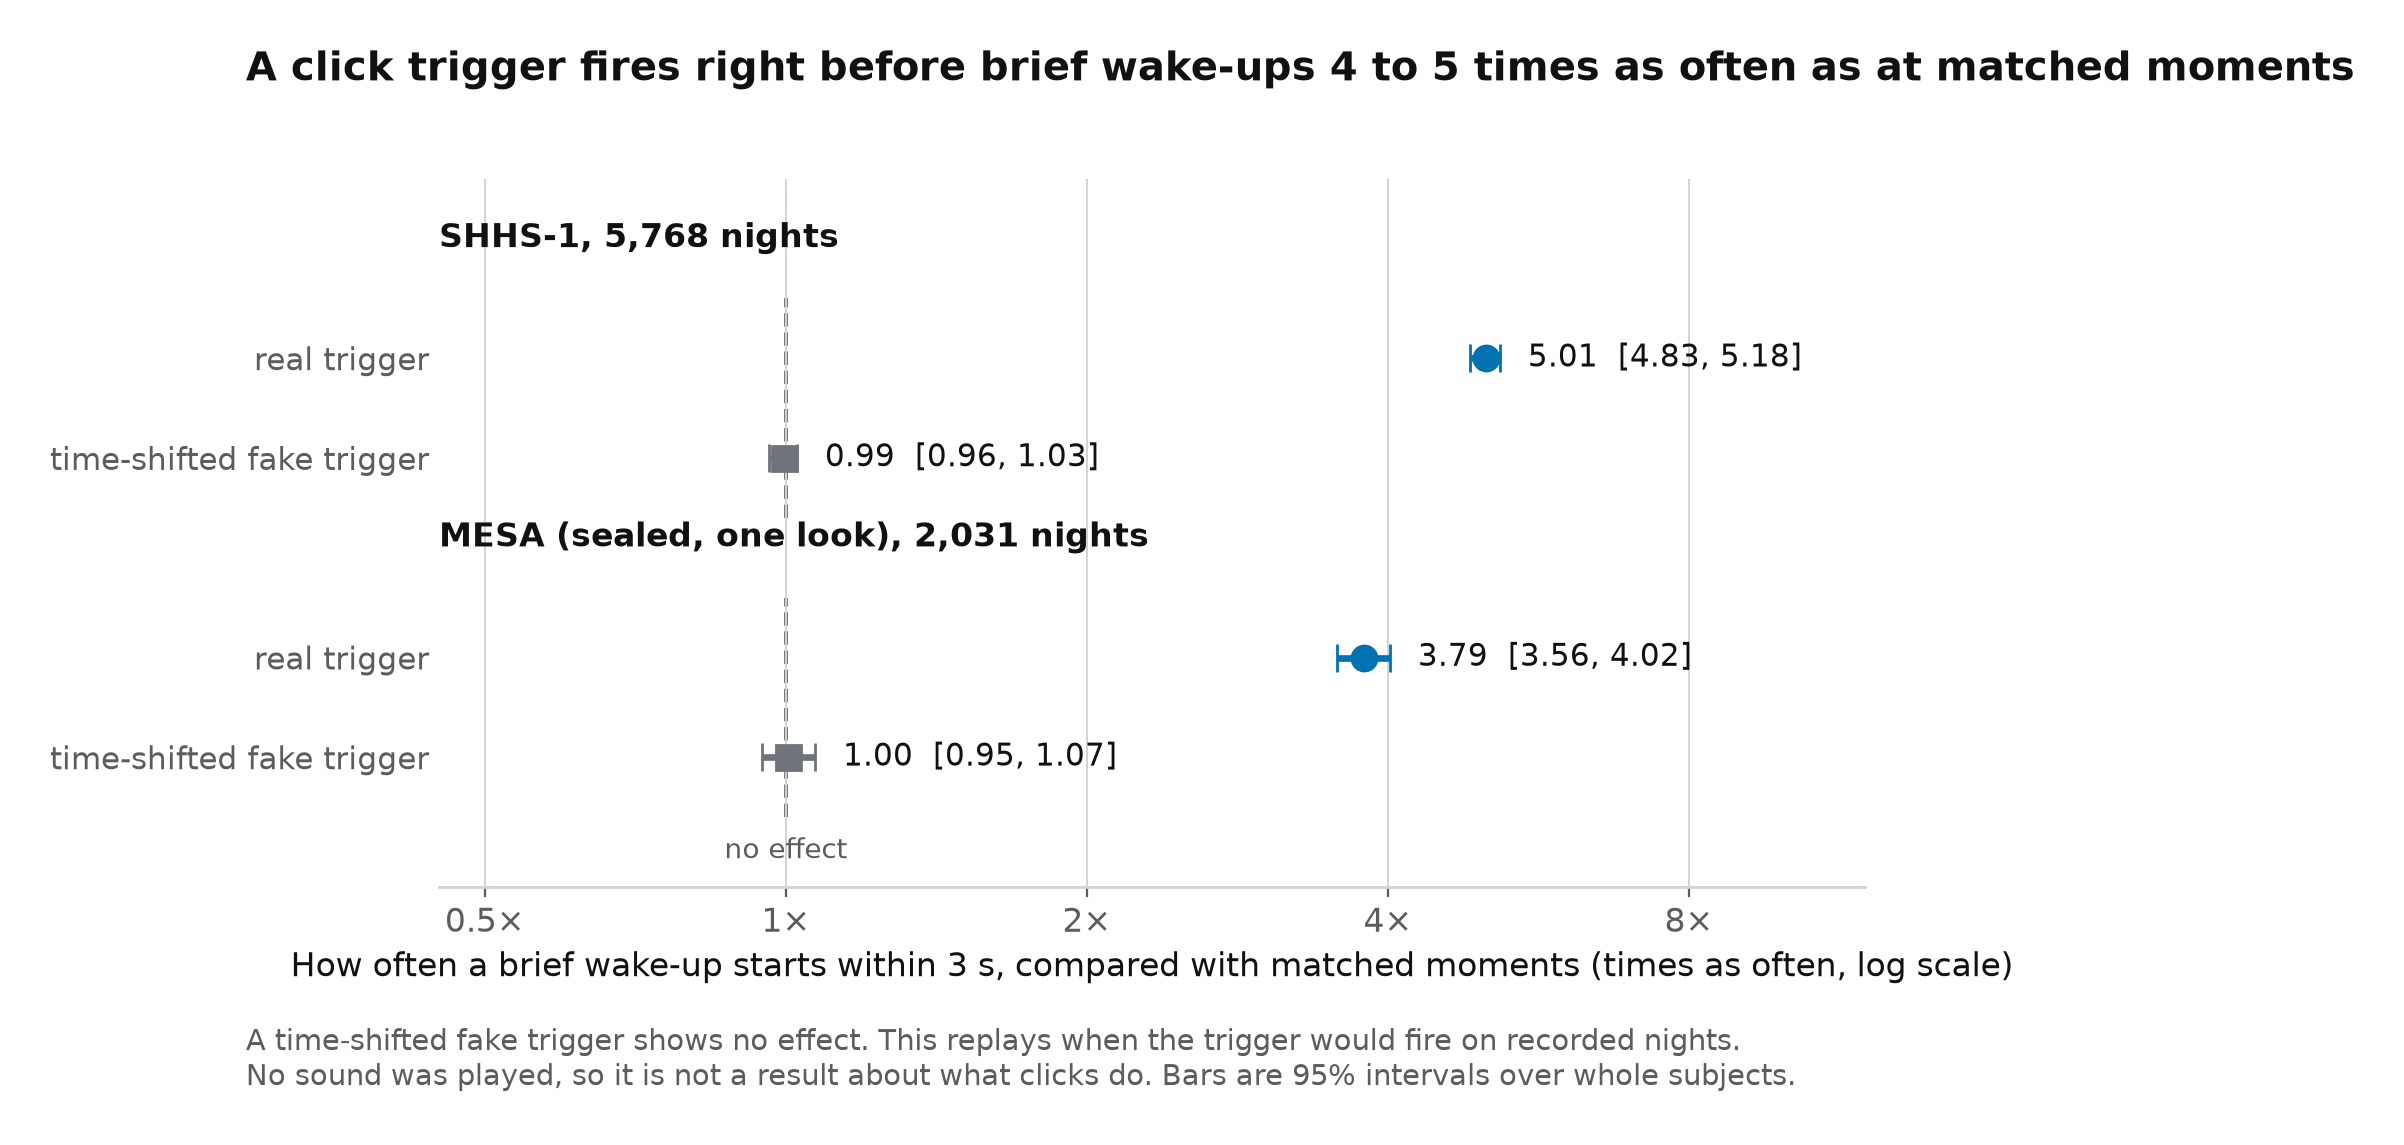 A click trigger fires right before brief wake-ups 4 to 5 times as often as at matched moments
SHHS-1, 5,768 nights
real trigger
5.01 [4.83, 5.18]
time-shifted fake trigger
0.99 [0.96, 1.03]
MESA (sealed, one look), 2,031 nights
real trigger
3.79 [3.56, 4.02]
time-shifted fake trigger
1.00 [0.95, 1.07]
no effect
0.5× 1× 2× 4× 8×
How often a brief wake-up starts within 3 s, compared with matched moments (times as often, log scale)
A time-shifted fake trigger shows no effect. This replays when the trigger would fire on recorded nights.
No sound was played, so it is not a result about what clicks do. Bars are 95% intervals over whole subjects.